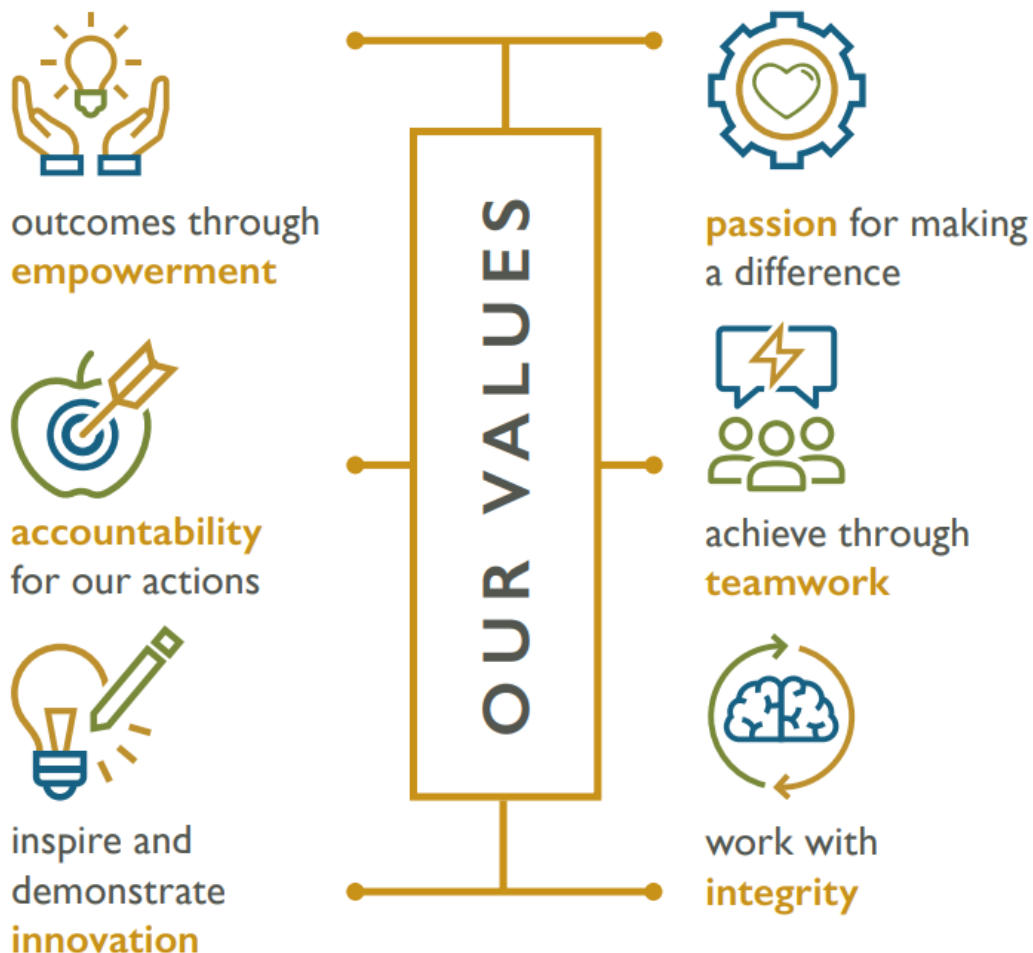 outcomes through
empowerment
accountability
for our actions
inspire and
demonstrate
innovation
OUR VALUES
passion for making
a difference
achieve through
teamwork
work with
integrity